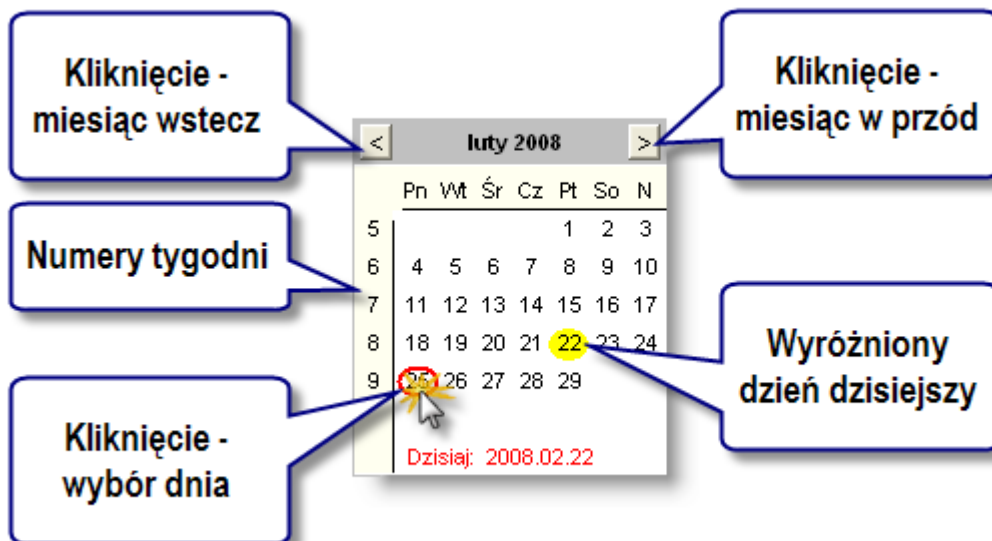 Kliknięcie -
miesiąc wstecz
Kliknięcie -
miesiąc w przód
< luty 2008 >
Pn Wt Śr Cz Pt So N
5 1 2 3
6 4 5 6 7 8 9 10
7 11 12 13 14 15 16 17
8 18 19 20 21 22 23 24
9 25 26 27 28 29
Dzisiaj: 2008.02.22
Numery tygodni
Wyróżniony
dzień dzisiejszy
Kliknięcie -
wybór dnia